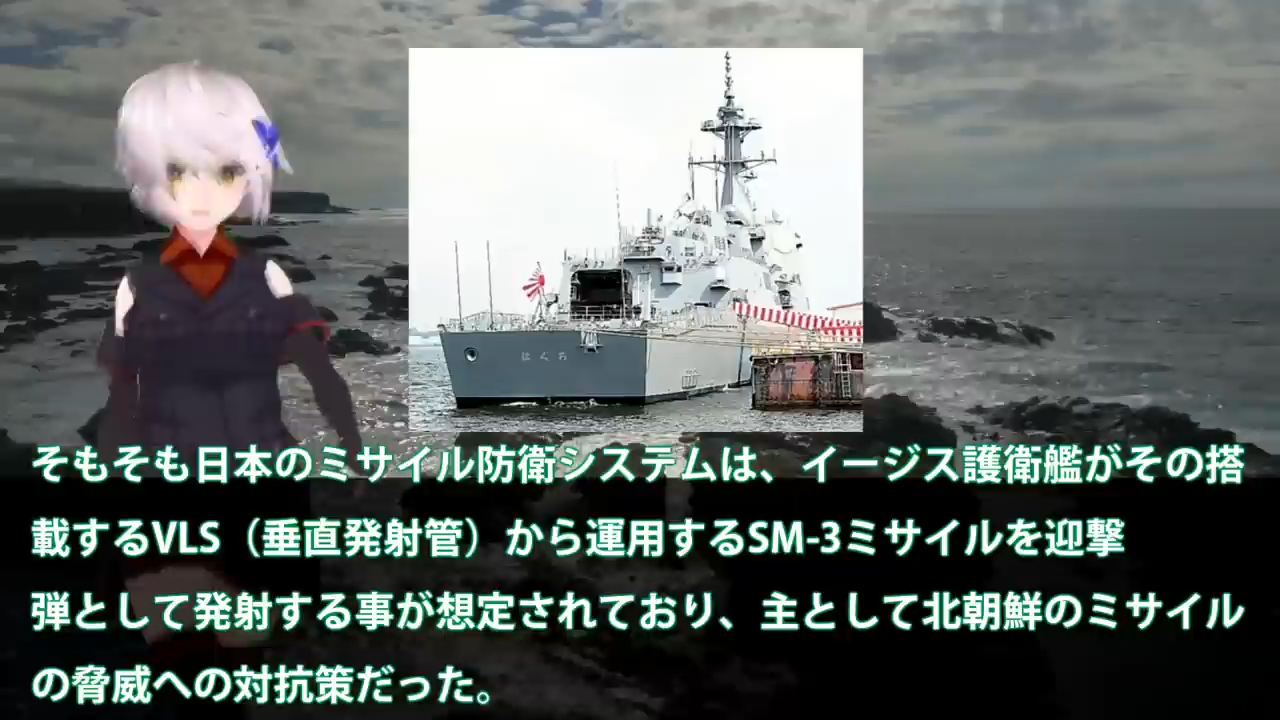 はぐろ
そもそも日本のミサイル防衛システムは、イージス護衛艦がその搭
載するVLS（垂直発射管）から運用するSM-3ミサイルを迎撃
弾として発射する事が想定されており、主として北朝鮮のミサイル
の脅威への対抗策だった。